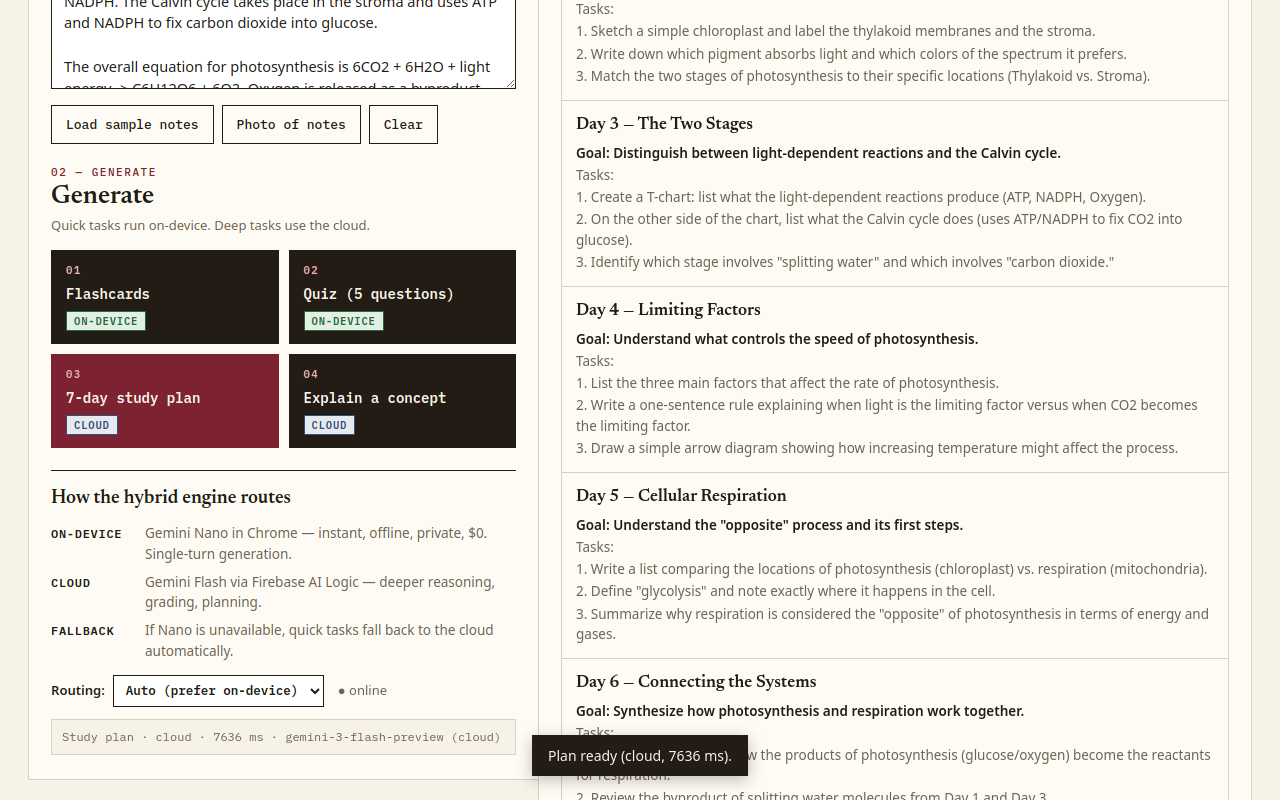 NADPH. The Calvin cycle takes place in the stroma and uses ATP
and NADPH to fix carbon dioxide into glucose.
The overall equation for photosynthesis is 6CO2 + 6H2O + light
energy -> C6H12O6 + 6O2. Oxygen is released as a byproduct
Load sample notes
Photo of notes
Clear
02 — GENERATE
Generate
Quick tasks run on-device. Deep tasks use the cloud.
01
Flashcards
ON-DEVICE
02
Quiz (5 questions)
ON-DEVICE
03
7-day study plan
CLOUD
04
Explain a concept
CLOUD
How the hybrid engine routes
ON-DEVICE
Gemini Nano in Chrome — instant, offline, private, $0.
Single-turn generation.
CLOUD
Gemini Flash via Firebase AI Logic — deeper reasoning,
grading, planning.
FALLBACK
If Nano is unavailable, quick tasks fall back to the cloud
automatically.
Routing:
Auto (prefer on-device)
● online
Study plan · cloud · 7636 ms · gemini-3-flash-preview (cloud)
Tasks:
1. Sketch a simple chloroplast and label the thylakoid membranes and the stroma.
2. Write down which pigment absorbs light and which colors of the spectrum it prefers.
3. Match the two stages of photosynthesis to their specific locations (Thylakoid vs. Stroma).
Day 3 — The Two Stages
Goal: Distinguish between light-dependent reactions and the Calvin cycle.
Tasks:
1. Create a T-chart: list what the light-dependent reactions produce (ATP, NADPH, Oxygen).
2. On the other side of the chart, list what the Calvin cycle does (uses ATP/NADPH to fix CO2 into
glucose).
3. Identify which stage involves "splitting water" and which involves "carbon dioxide."
Day 4 — Limiting Factors
Goal: Understand what controls the speed of photosynthesis.
Tasks:
1. List the three main factors that affect the rate of photosynthesis.
2. Write a one-sentence rule explaining when light is the limiting factor versus when CO2 becomes
the limiting factor.
3. Draw a simple arrow diagram showing how increasing temperature might affect the process.
Day 5 — Cellular Respiration
Goal: Understand the "opposite" process and its first steps.
Tasks:
1. Write a list comparing the locations of photosynthesis (chloroplast) vs. respiration (mitochondria).
2. Define "glycolysis" and note exactly where it happens in the cell.
3. Summarize why respiration is considered the "opposite" of photosynthesis in terms of energy and
gases.
Day 6 — Connecting the Systems
Goal: Synthesize how photosynthesis and respiration work together.
Tasks:
the products of photosynthesis (glucose/oxygen) become the reactants
for respiration.
2. Review the byproduct of splitting water molecules from Day 1 and Day 3.
Plan ready (cloud, 7636 ms).